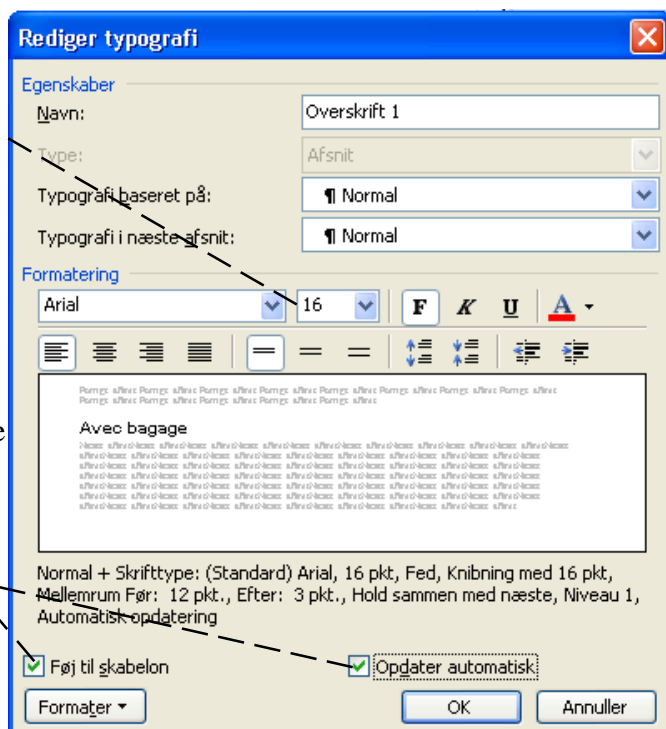 Rediger typografi
Egenskaber
Navn: Overskrift 1
Type: Afsnit
Typografi baseret på: ¶ Normal
Typografi i næste afsnit: ¶ Normal
Formatering
Arial 16 F K U A
Avec bagage
e
Normal + Skrifttype: (Standard) Arial, 16 pkt, Fed, Knibning med 16 pkt,
Mellemrum Før: 12 pkt., Efter: 3 pkt., Hold sammen med næste, Niveau 1,
Automatisk opdatering
Føj til skabelon Opdater automatisk
Formater OK Annuller